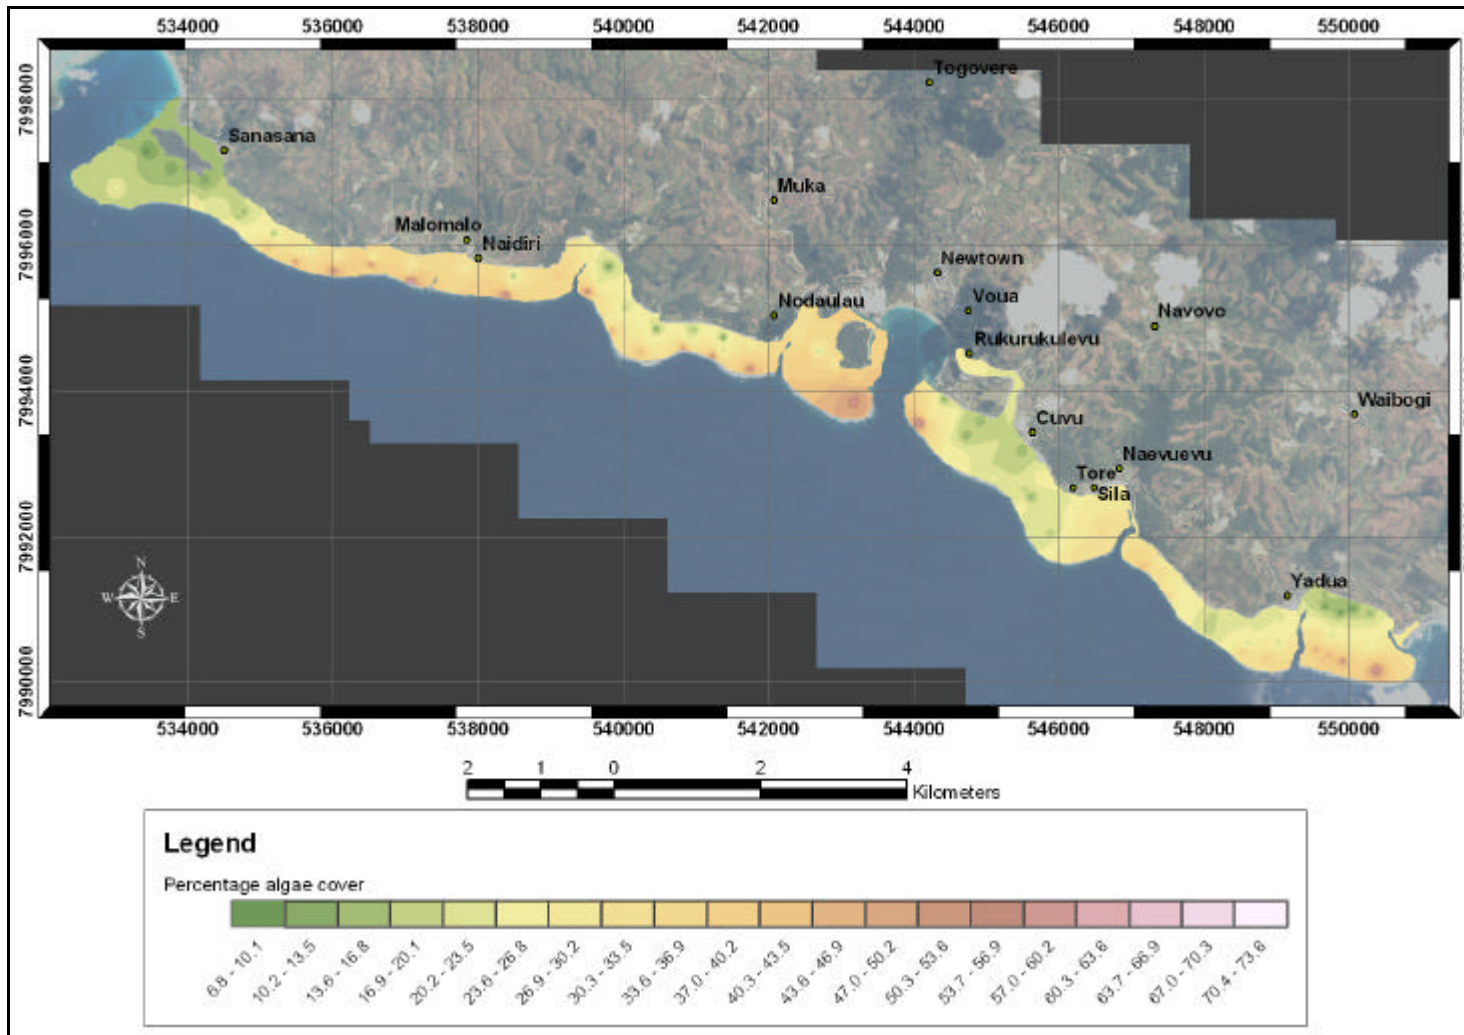 534000 536000 538000 540000 542000 544000 546000 548000 550000
7998000
7996000
7994000
7992000
7990000
7998000
7996000
7994000
7992000
7990000
Togovere
Sanasana
Muka
Malomalo
Naidiri
Newtown
Nodaulau
Voua
Navovo
Rukurukulevu
Waibogi
Cuvu
Naevuevu
Tore
Sila
Yadua
N
W E
S
534000 536000 538000 540000 542000 544000 546000 548000 550000
2 1 0 2 4
Kilometers
Legend
Percentage algae cover
6.8 - 10.1
10.2 - 13.5
13.6 - 16.8
16.9 - 20.1
20.2 - 23.5
23.6 - 26.8
26.9 - 30.2
30.3 - 33.5
33.6 - 36.9
37.0 - 40.2
40.3 - 43.5
43.6 - 46.9
47.0 - 50.2
50.3 - 53.6
53.7 - 56.9
57.0 - 60.2
60.3 - 63.6
63.7 - 66.9
67.0 - 70.3
70.4 - 73.6